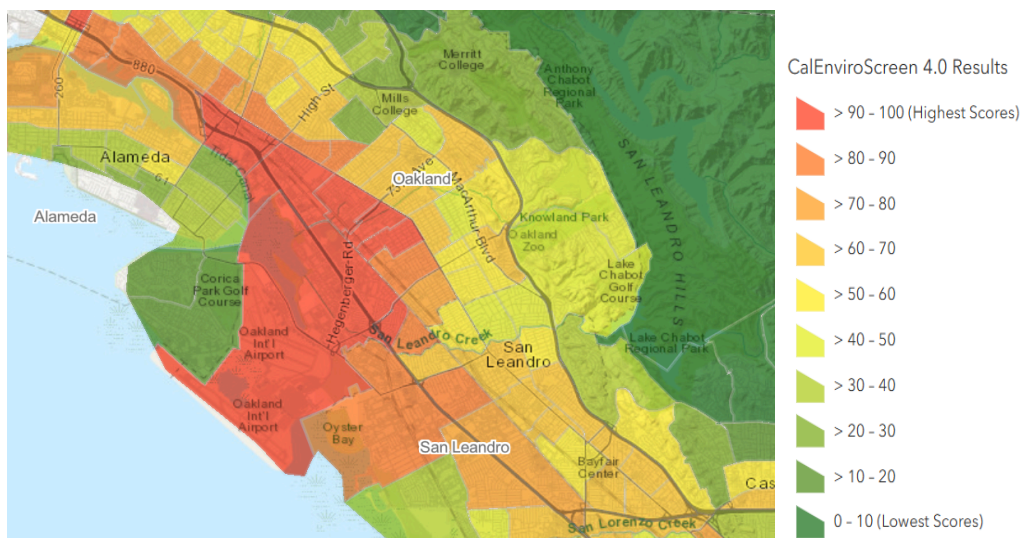 880
260
High St
Merritt
College
Anthony
Chabot
Regional
Park
Mills
College
Alameda
61
Tidal Canal
Alameda
Oakland
73rd Ave
MacArthur Blvd
SAN LEANDRO HILLS
Knowland Park
Oakland
Zoo
Lake
Chabot
Golf
Course
Corica
Park Golf
Course
Hegenberger-Rd
Oakland
Int'l
Airport
San Leandro Creek
San
Leandro
Lake Chabot
Regional Park
Oakland
Int'l
Airport
Oyster
Bay
San Leandro
Bayfair
Center
Cas
San Lorenzo Creek
CalEnviroScreen 4.0 Results
> 90 - 100 (Highest Scores)
> 80 - 90
> 70 - 80
> 60 - 70
> 50 - 60
> 40 - 50
> 30 - 40
> 20 - 30
> 10 - 20
0 - 10 (Lowest Scores)